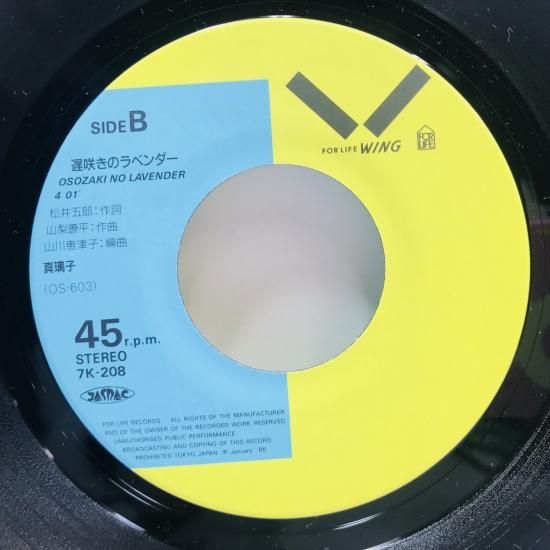 SIDE B
遅咲きのラベンダー
OSOZAKI NO LAVENDER
4'01"
松井五郎:作詞
山梨鐐平:作曲
山川恵津子:編曲
真璃子
(OS-603)
45 r.p.m.
STEREO
7K-208
JASRAC
FOR LIFE RECORDS ALL RIGHTS OF THE MANUFACTURER
AND OF THE OWNER OF THE RECORDED WORK RESERVED
UNAUTHORISED PUBLIC PERFORMANCE.
BROADCASTING AND COPYING OF THIS RECORD
PROHIBITED TOKYO JAPAN. ℗ January 86
FOR LIFE WING
FOR LIFE